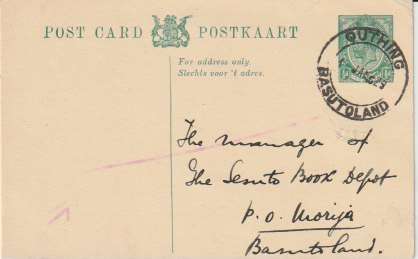 POST CARD POSTKAART
For address only.
Slechts voor 't adres.
QUTHING
BASUTOLAND
The manager of
The Sesuto Book Depot
P.O. Morija
Basutoland.